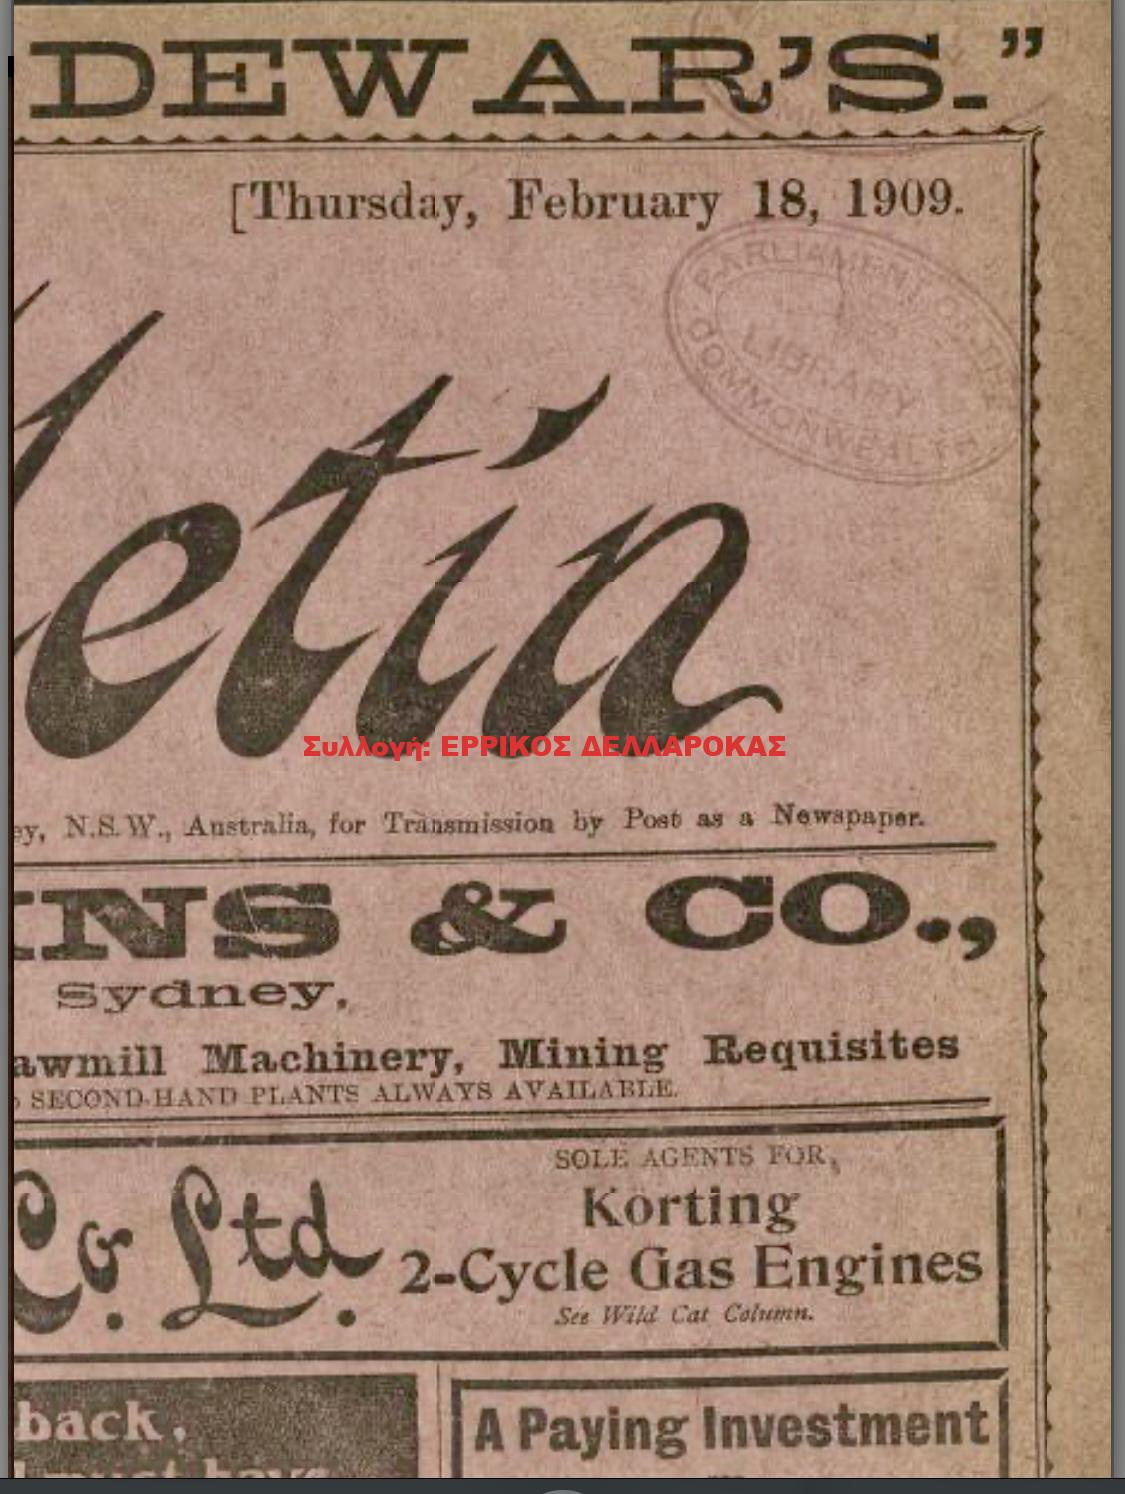 DEWAR'S."
[Thursday, February 18, 1909.
PARLIAMENT OF THE
LIBRARY
COMMONWEALTH
letin
Συλλογή: ΕΡΡΙΚΟΣ ΔΕΛΛΑΡΟΚΑΣ
ey, N.S.W., Australia, for Transmission by Post as a Newspaper.
INS & CO.,
Sydney,
awmill Machinery, Mining Requisites
SECOND-HAND PLANTS ALWAYS AVAILABLE.
Co. Ltd.
SOLE AGENTS FOR
Korting
2-Cycle Gas Engines
See Wild Cat Column.
back,
A Paying Investment